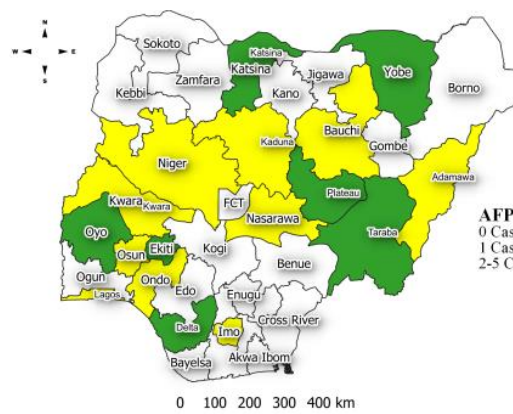 N
W E
S
Sokoto
Katsina
Katsina
Yobe
Zamfara
Jigawa
Borno
Kebbi
Kano
Bauchi
Kaduna
Gombe
Niger
Adamawa
Plateau
Kwara
Kwara
FCT
Nasarawa
Taraba
AFP
0 Cas
1 Case
2-5 C
Oyo
Osun
Ekiti
Kogi
Benue
Ogun
Ondo
Lagos
Edo
Enugu
Cross River
Delta
Imo
Bayelsa
Akwa Ibom
0 100 200 300 400 km